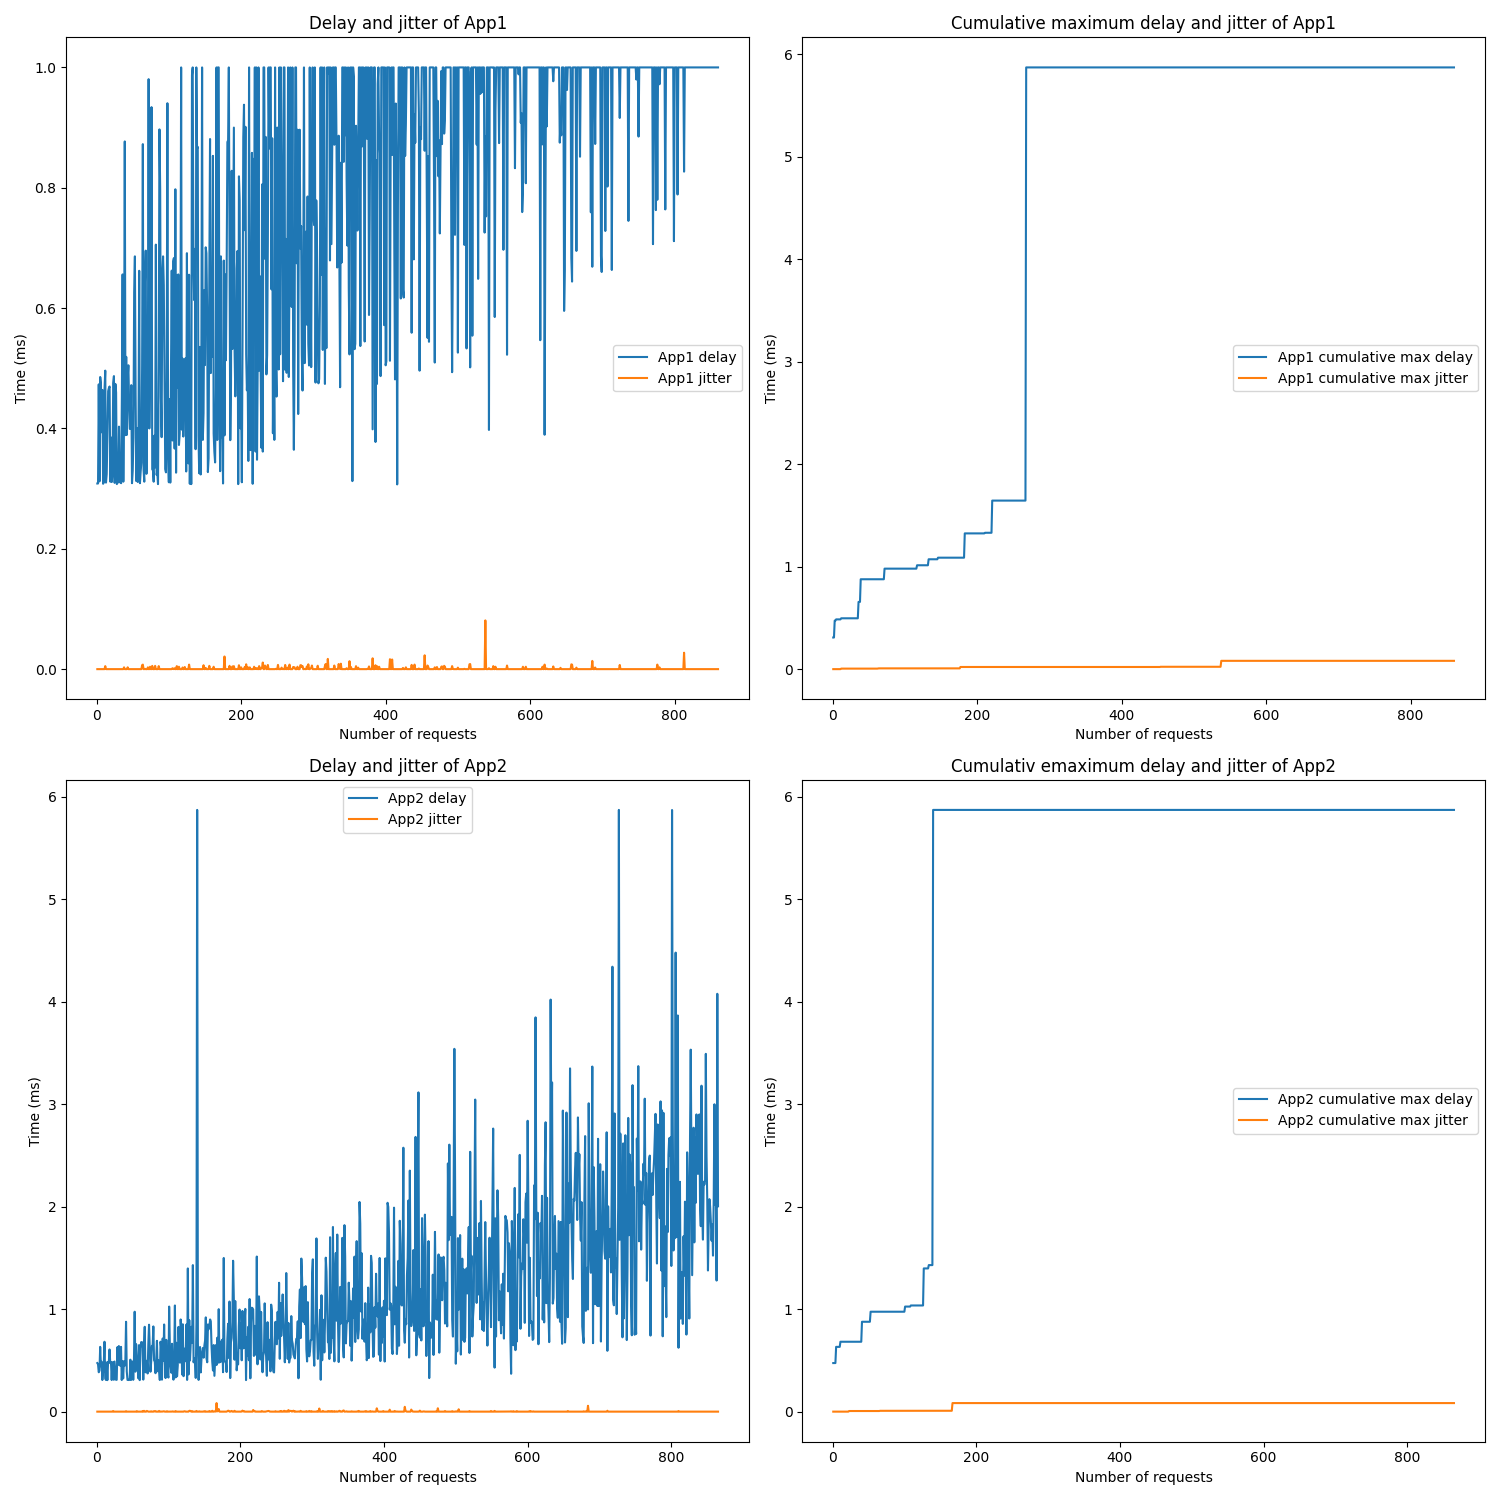 Delay and jitter of App1
1.0
0.8
0.6
0.4
0.2
0.0
Time (ms)
App1 delay
App1 jitter
0 200 400 600 800
Number of requests
Cumulative maximum delay and jitter of App1
6
5
4
3
2
1
0
Time (ms)
App1 cumulative max delay
App1 cumulative max jitter
0 200 400 600 800
Number of requests
Delay and jitter of App2
6
5
4
3
2
1
0
Time (ms)
App2 delay
App2 jitter
0 200 400 600 800
Number of requests
Cumulativ emaximum delay and jitter of App2
6
5
4
3
2
1
0
Time (ms)
App2 cumulative max delay
App2 cumulative max jitter
0 200 400 600 800
Number of requests